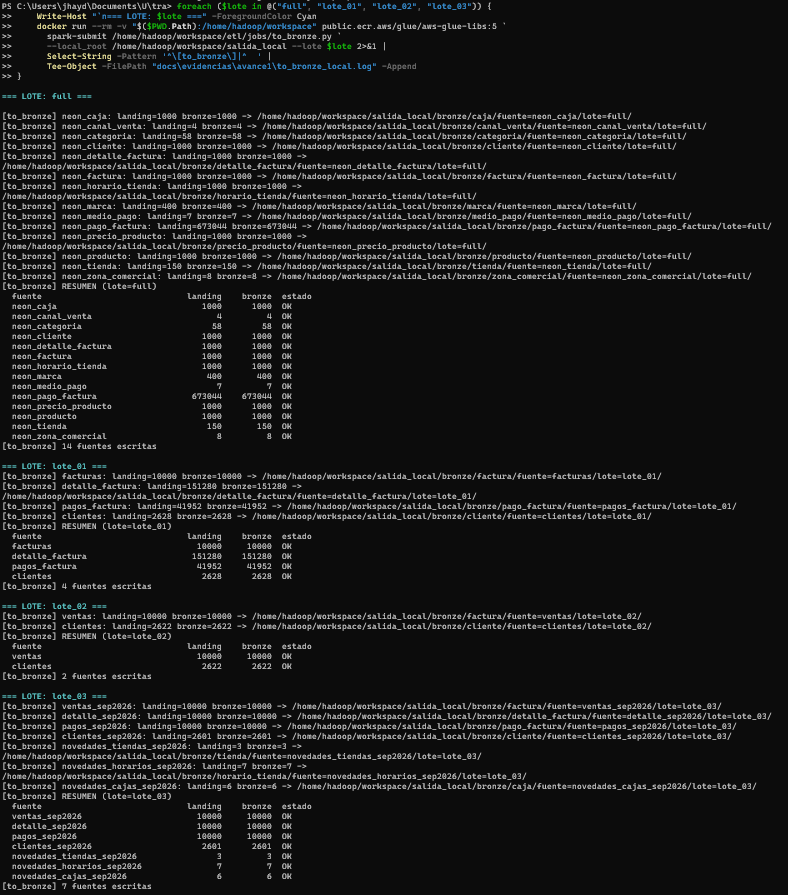 PS C:\Users\jhayd\Documents\U\tra> foreach ($lote in @("full", "lote_01", "lote_02", "lote_03")) {
>>     Write-Host "`n=== LOTE: $lote ===" -ForegroundColor Cyan
>>     docker run --rm -v "$($PWD.Path):/home/hadoop/workspace" public.ecr.aws/glue/aws-glue-libs:5 `
>>       spark-submit /home/hadoop/workspace/etl/jobs/to_bronze.py `
>>       --local_root /home/hadoop/workspace/salida_local --lote $lote 2>&1 |
>>       Select-String -Pattern '^\[to_bronze\]|^  ' |
>>       Tee-Object -FilePath "docs\evidencias\avance1\to_bronze_local.log" -Append
>> }

=== LOTE: full ===

[to_bronze] neon_caja: landing=1000 bronze=1000 -> /home/hadoop/workspace/salida_local/bronze/caja/fuente=neon_caja/lote=full/
[to_bronze] neon_canal_venta: landing=4 bronze=4 -> /home/hadoop/workspace/salida_local/bronze/canal_venta/fuente=neon_canal_venta/lote=full/
[to_bronze] neon_categoria: landing=58 bronze=58 -> /home/hadoop/workspace/salida_local/bronze/categoria/fuente=neon_categoria/lote=full/
[to_bronze] neon_cliente: landing=1000 bronze=1000 -> /home/hadoop/workspace/salida_local/bronze/cliente/fuente=neon_cliente/lote=full/
[to_bronze] neon_detalle_factura: landing=1000 bronze=1000 ->
/home/hadoop/workspace/salida_local/bronze/detalle_factura/fuente=neon_detalle_factura/lote=full/
[to_bronze] neon_factura: landing=1000 bronze=1000 -> /home/hadoop/workspace/salida_local/bronze/factura/fuente=neon_factura/lote=full/
[to_bronze] neon_horario_tienda: landing=1000 bronze=1000 ->
/home/hadoop/workspace/salida_local/bronze/horario_tienda/fuente=neon_horario_tienda/lote=full/
[to_bronze] neon_marca: landing=400 bronze=400 -> /home/hadoop/workspace/salida_local/bronze/marca/fuente=neon_marca/lote=full/
[to_bronze] neon_medio_pago: landing=7 bronze=7 -> /home/hadoop/workspace/salida_local/bronze/medio_pago/fuente=neon_medio_pago/lote=full/
[to_bronze] neon_pago_factura: landing=673044 bronze=673044 -> /home/hadoop/workspace/salida_local/bronze/pago_factura/fuente=neon_pago_factura/lote=full/
[to_bronze] neon_precio_producto: landing=1000 bronze=1000 ->
/home/hadoop/workspace/salida_local/bronze/precio_producto/fuente=neon_precio_producto/lote=full/
[to_bronze] neon_producto: landing=1000 bronze=1000 -> /home/hadoop/workspace/salida_local/bronze/producto/fuente=neon_producto/lote=full/
[to_bronze] neon_tienda: landing=150 bronze=150 -> /home/hadoop/workspace/salida_local/bronze/tienda/fuente=neon_tienda/lote=full/
[to_bronze] neon_zona_comercial: landing=8 bronze=8 -> /home/hadoop/workspace/salida_local/bronze/zona_comercial/fuente=neon_zona_comercial/lote=full/
[to_bronze] RESUMEN (lote=full)
  fuente                             landing    bronze  estado
  neon_caja                             1000      1000  OK
  neon_canal_venta                         4         4  OK
  neon_categoria                          58        58  OK
  neon_cliente                          1000      1000  OK
  neon_detalle_factura                  1000      1000  OK
  neon_factura                          1000      1000  OK
  neon_horario_tienda                   1000      1000  OK
  neon_marca                             400       400  OK
  neon_medio_pago                          7         7  OK
  neon_pago_factura                   673044    673044  OK
  neon_precio_producto                  1000      1000  OK
  neon_producto                         1000      1000  OK
  neon_tienda                            150       150  OK
  neon_zona_comercial                      8         8  OK
[to_bronze] 14 fuentes escritas

=== LOTE: lote_01 ===
[to_bronze] facturas: landing=10000 bronze=10000 -> /home/hadoop/workspace/salida_local/bronze/factura/fuente=facturas/lote=lote_01/
[to_bronze] detalle_factura: landing=151280 bronze=151280 ->
/home/hadoop/workspace/salida_local/bronze/detalle_factura/fuente=detalle_factura/lote=lote_01/
[to_bronze] pagos_factura: landing=41952 bronze=41952 -> /home/hadoop/workspace/salida_local/bronze/pago_factura/fuente=pagos_factura/lote=lote_01/
[to_bronze] clientes: landing=2628 bronze=2628 -> /home/hadoop/workspace/salida_local/bronze/cliente/fuente=clientes/lote=lote_01/
[to_bronze] RESUMEN (lote=lote_01)
  fuente                             landing    bronze  estado
  facturas                             10000     10000  OK
  detalle_factura                     151280    151280  OK
  pagos_factura                        41952     41952  OK
  clientes                              2628      2628  OK
[to_bronze] 4 fuentes escritas

=== LOTE: lote_02 ===
[to_bronze] ventas: landing=10000 bronze=10000 -> /home/hadoop/workspace/salida_local/bronze/factura/fuente=ventas/lote=lote_02/
[to_bronze] clientes: landing=2622 bronze=2622 -> /home/hadoop/workspace/salida_local/bronze/cliente/fuente=clientes/lote=lote_02/
[to_bronze] RESUMEN (lote=lote_02)
  fuente                             landing    bronze  estado
  ventas                               10000     10000  OK
  clientes                              2622      2622  OK
[to_bronze] 2 fuentes escritas

=== LOTE: lote_03 ===
[to_bronze] ventas_sep2026: landing=10000 bronze=10000 -> /home/hadoop/workspace/salida_local/bronze/factura/fuente=ventas_sep2026/lote=lote_03/
[to_bronze] detalle_sep2026: landing=10000 bronze=10000 -> /home/hadoop/workspace/salida_local/bronze/detalle_factura/fuente=detalle_sep2026/lote=lote_03/
[to_bronze] pagos_sep2026: landing=10000 bronze=10000 -> /home/hadoop/workspace/salida_local/bronze/pago_factura/fuente=pagos_sep2026/lote=lote_03/
[to_bronze] clientes_sep2026: landing=2601 bronze=2601 -> /home/hadoop/workspace/salida_local/bronze/cliente/fuente=clientes_sep2026/lote=lote_03/
[to_bronze] novedades_tiendas_sep2026: landing=3 bronze=3 ->
/home/hadoop/workspace/salida_local/bronze/tienda/fuente=novedades_tiendas_sep2026/lote=lote_03/
[to_bronze] novedades_horarios_sep2026: landing=7 bronze=7 ->
/home/hadoop/workspace/salida_local/bronze/horario_tienda/fuente=novedades_horarios_sep2026/lote=lote_03/
[to_bronze] novedades_cajas_sep2026: landing=6 bronze=6 -> /home/hadoop/workspace/salida_local/bronze/caja/fuente=novedades_cajas_sep2026/lote=lote_03/
[to_bronze] RESUMEN (lote=lote_03)
  fuente                             landing    bronze  estado
  ventas_sep2026                       10000     10000  OK
  detalle_sep2026                      10000     10000  OK
  pagos_sep2026                        10000     10000  OK
  clientes_sep2026                      2601      2601  OK
  novedades_tiendas_sep2026                3         3  OK
  novedades_horarios_sep2026               7         7  OK
  novedades_cajas_sep2026                  6         6  OK
[to_bronze] 7 fuentes escritas